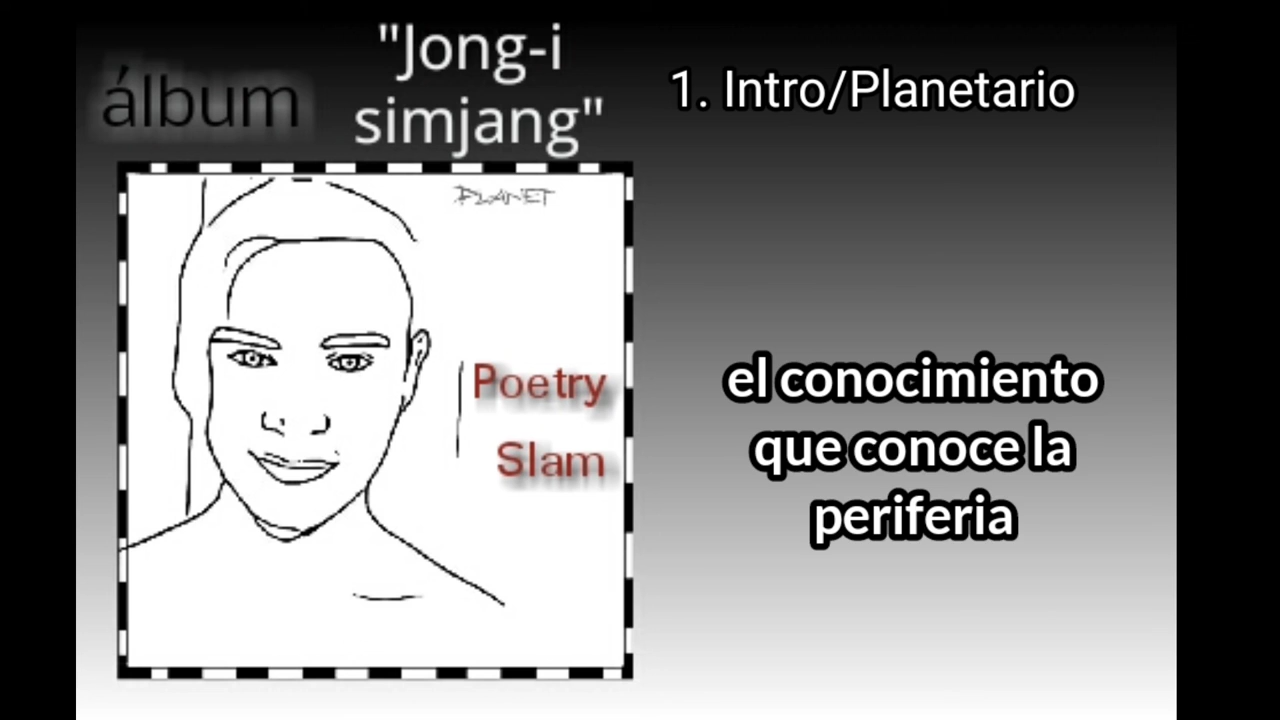 álbum
"Jong-i
simjang"
1. Intro/Planetario
PLANET
Poetry
Slam
el conocimiento
que conoce la
periferia